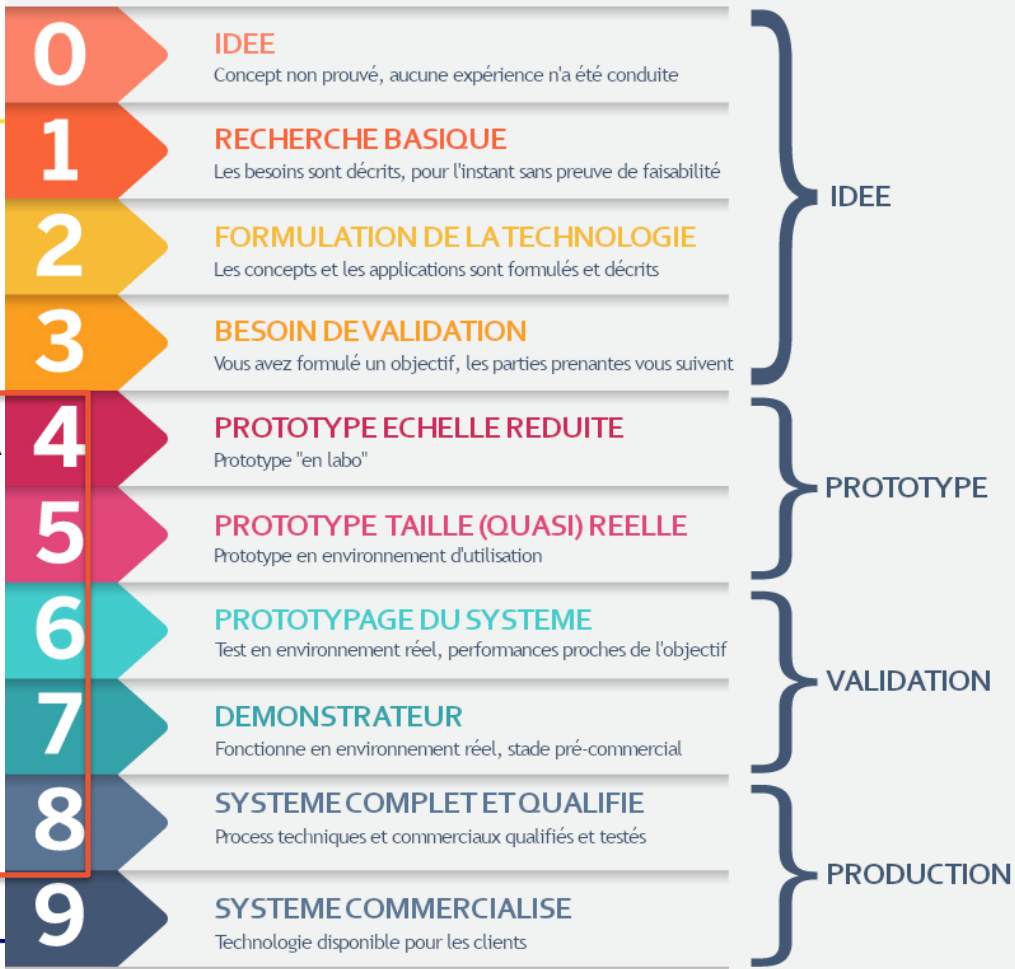 0
IDEE
Concept non prouvé, aucune expérience n'a été conduite
1
RECHERCHE BASIQUE
Les besoins sont décrits, pour l'instant sans preuve de faisabilité
2
FORMULATION DE LA TECHNOLOGIE
Les concepts et les applications sont formulés et décrits
3
BESOIN DE VALIDATION
Vous avez formulé un objectif, les parties prenantes vous suivent
IDEE
4
PROTOTYPE ECHELLE REDUITE
Prototype "en labo"
5
PROTOTYPE TAILLE (QUASI) REELLE
Prototype en environnement d'utilisation
PROTOTYPE
6
PROTOTYPAGE DU SYSTEME
Test en environnement réel, performances proches de l'objectif
7
DEMONSTRATEUR
Fonctionne en environnement réel, stade pré-commercial
VALIDATION
8
SYSTEME COMPLET ET QUALIFIE
Process techniques et commerciaux qualifiés et testés
9
SYSTEME COMMERCIALISE
Technologie disponible pour les clients
PRODUCTION